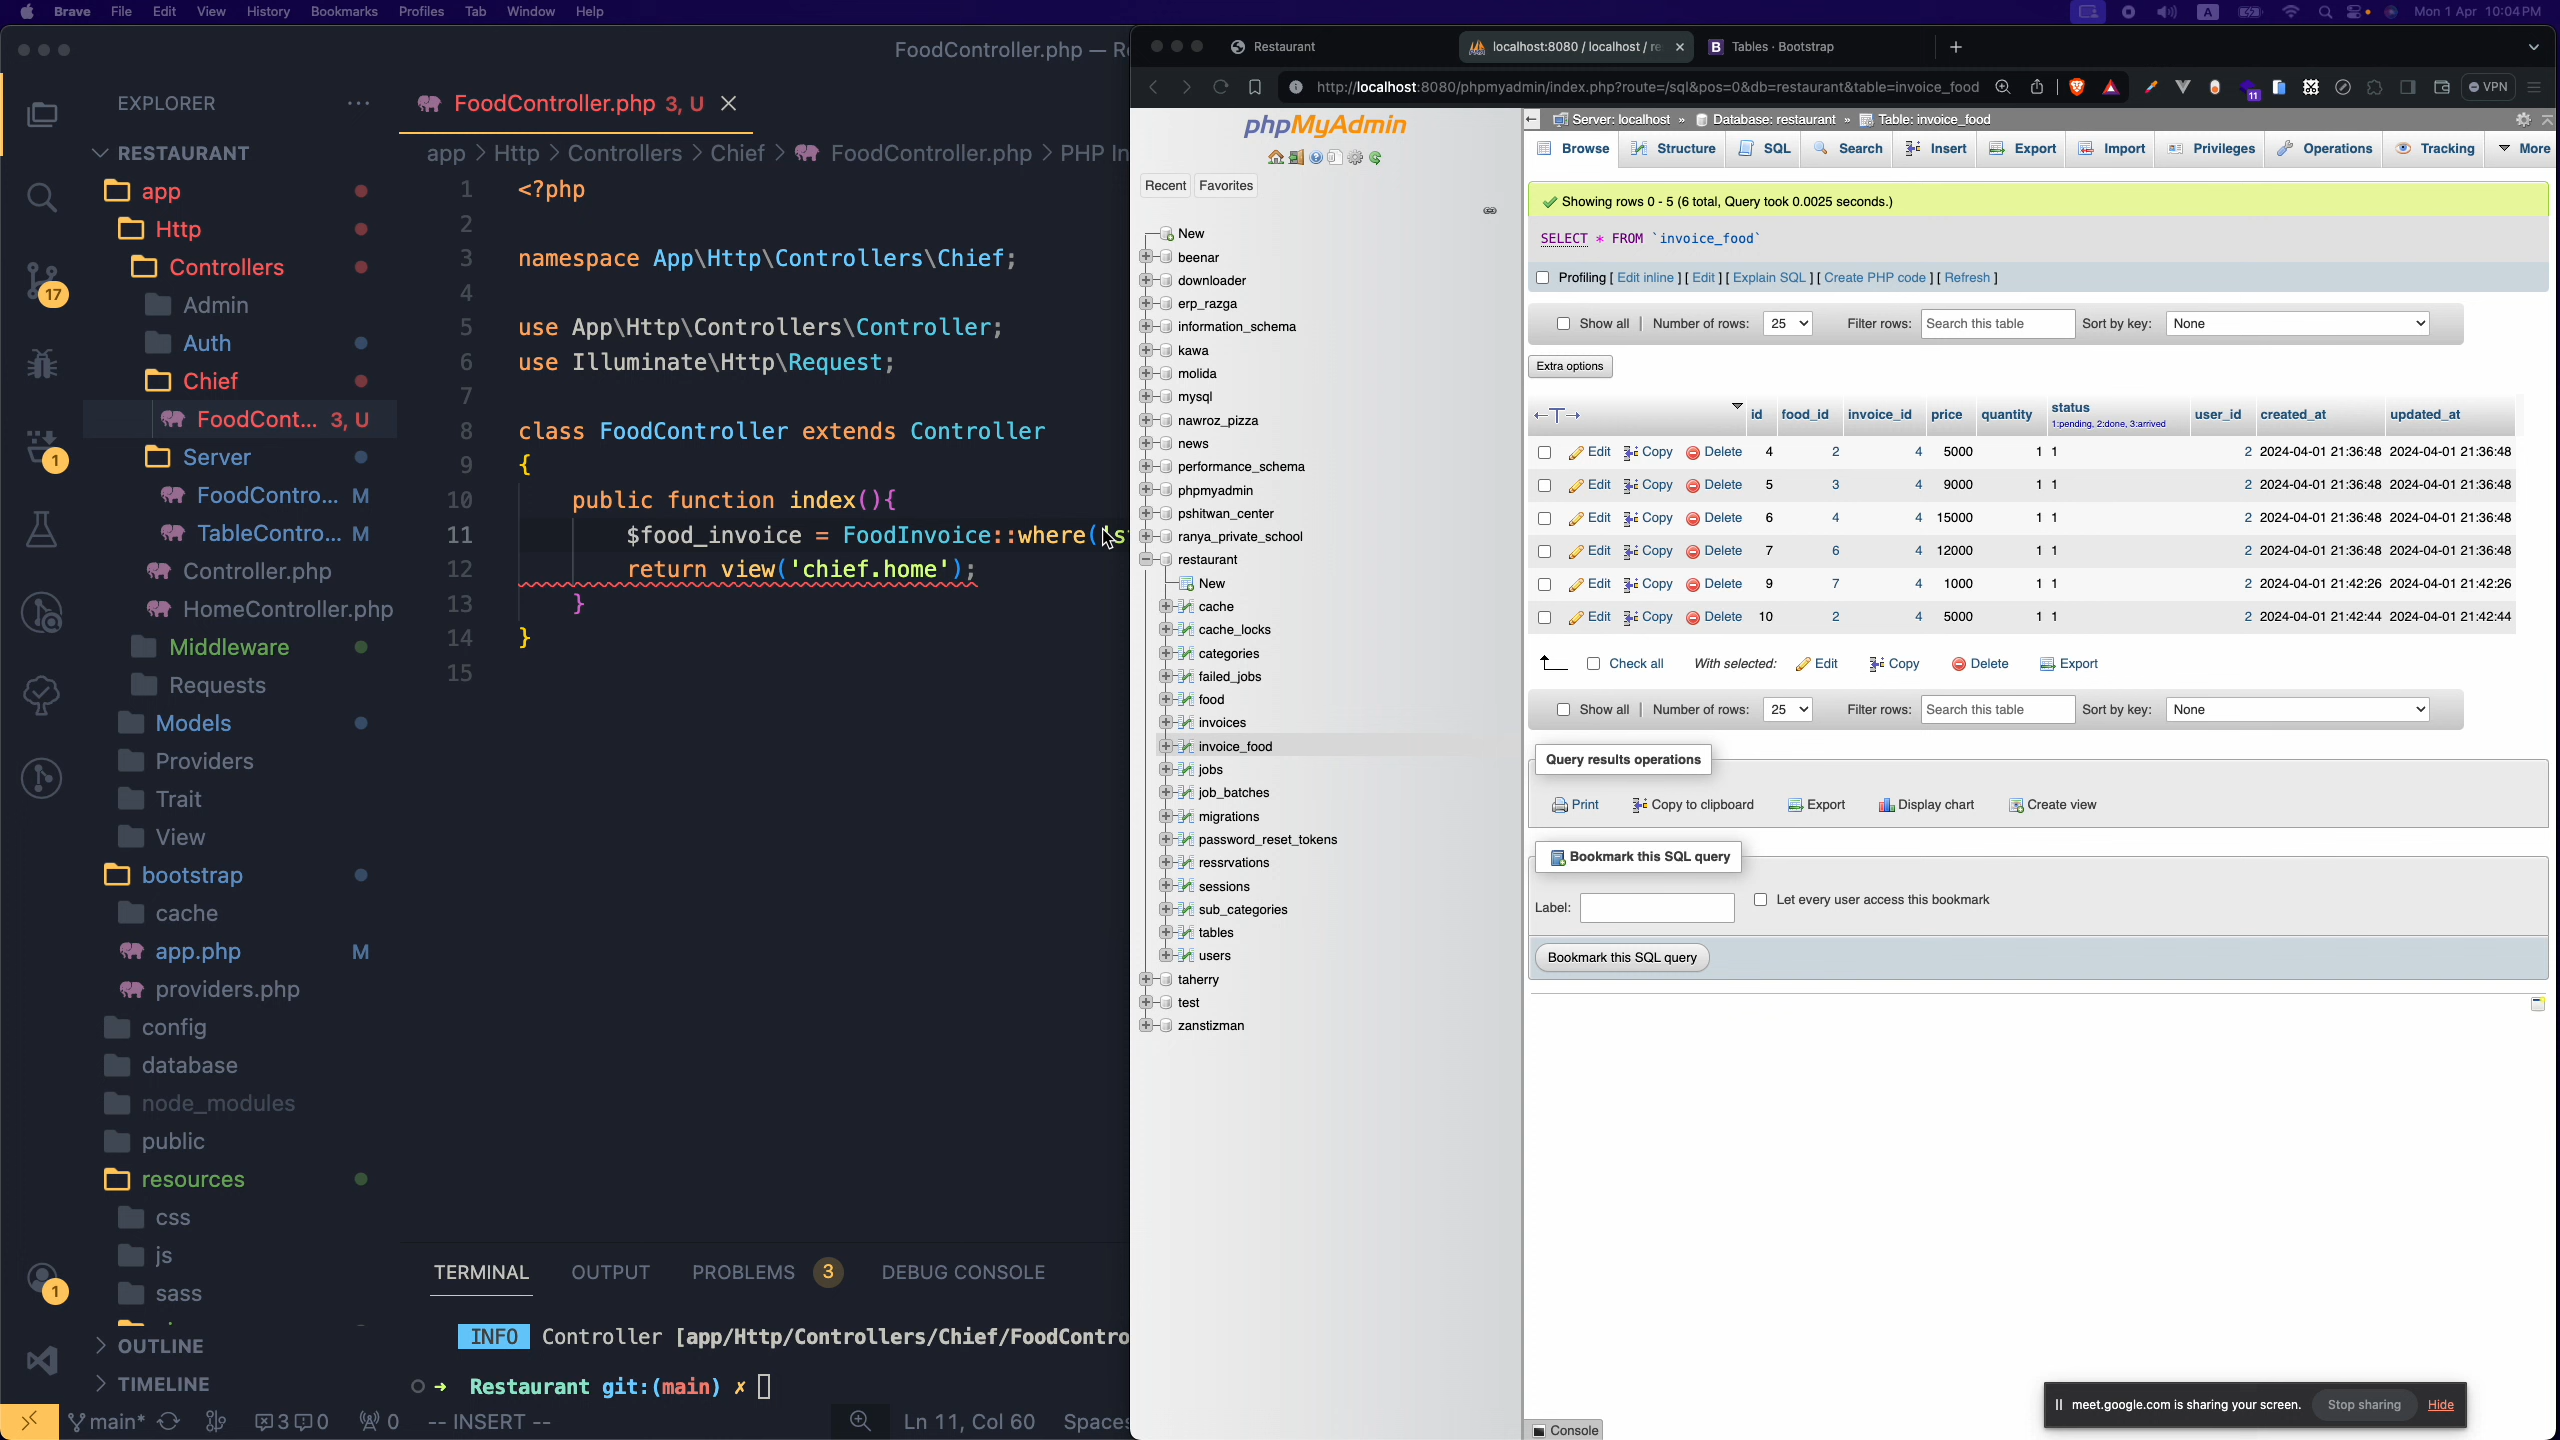 Brave File Edit View History Bookmarks Profiles Tab Window Help
A Mon 1 Apr 10:04 PM
FoodController.php — Re
EXPLORER ···
RESTAURANT
app
Http
Controllers
Admin
Auth
Chief
FoodCont... 3, U
Server
FoodContro... M
TableContro... M
Controller.php
HomeController.php
Middleware
Requests
Models
Providers
Trait
View
bootstrap
cache
app.php M
providers.php
config
database
node_modules
public
resources
css
js
sass
OUTLINE
TIMELINE
17
1
1
FoodController.php 3, U
app > Http > Controllers > Chief > FoodController.php > PHP In
1 <?php
2
3 namespace App\Http\Controllers\Chief;
4
5 use App\Http\Controllers\Controller;
6 use Illuminate\Http\Request;
7
8 class FoodController extends Controller
9 {
10 public function index(){
11 $food_invoice = FoodInvoice::where('s
12 return view('chief.home');
13 }
14 }
15
TERMINAL OUTPUT PROBLEMS 3 DEBUG CONSOLE
INFO Controller [app/Http/Controllers/Chief/FoodContro
→ Restaurant git:(main) ✗
main* 3 0 0 -- INSERT -- Ln 11, Col 60 Spaces
Restaurant
localhost:8080 / localhost / re
B Tables · Bootstrap
http://localhost:8080/phpmyadmin/index.php?route=/sql&pos=0&db=restaurant&table=invoice_food
11
VPN
phpMyAdmin
Recent Favorites
New
beenar
downloader
erp_razga
information_schema
kawa
molida
mysql
nawroz_pizza
news
performance_schema
phpmyadmin
pshitwan_center
ranya_private_school
restaurant
New
cache
cache_locks
categories
failed_jobs
food
invoices
invoice_food
jobs
job_batches
migrations
password_reset_tokens
ressrvations
sessions
sub_categories
tables
users
taherry
test
zanstizman
Server: localhost » Database: restaurant » Table: invoice_food
Browse Structure SQL Search Insert Export Import Privileges Operations Tracking More
Showing rows 0 - 5 (6 total, Query took 0.0025 seconds.)
SELECT * FROM `invoice_food`
Profiling [ Edit inline ] [ Edit ] [ Explain SQL ] [ Create PHP code ] [ Refresh ]
Show all | Number of rows: 25 Filter rows: Search this table Sort by key: None
Extra options
←T→ id food_id invoice_id price quantity status user_id created_at updated_at
1:pending, 2:done, 3:arrived
Edit Copy Delete 4 2 4 5000 1 1 2 2024-04-01 21:36:48 2024-04-01 21:36:48
Edit Copy Delete 5 3 4 9000 1 1 2 2024-04-01 21:36:48 2024-04-01 21:36:48
Edit Copy Delete 6 4 4 15000 1 1 2 2024-04-01 21:36:48 2024-04-01 21:36:48
Edit Copy Delete 7 6 4 12000 1 1 2 2024-04-01 21:36:48 2024-04-01 21:36:48
Edit Copy Delete 9 7 4 1000 1 1 2 2024-04-01 21:42:26 2024-04-01 21:42:26
Edit Copy Delete 10 2 4 5000 1 1 2 2024-04-01 21:42:44 2024-04-01 21:42:44
Check all With selected: Edit Copy Delete Export
Show all | Number of rows: 25 Filter rows: Search this table Sort by key: None
Query results operations
Print Copy to clipboard Export Display chart Create view
Bookmark this SQL query
Label: Let every user access this bookmark
Bookmark this SQL query
Console
meet.google.com is sharing your screen. Stop sharing Hide